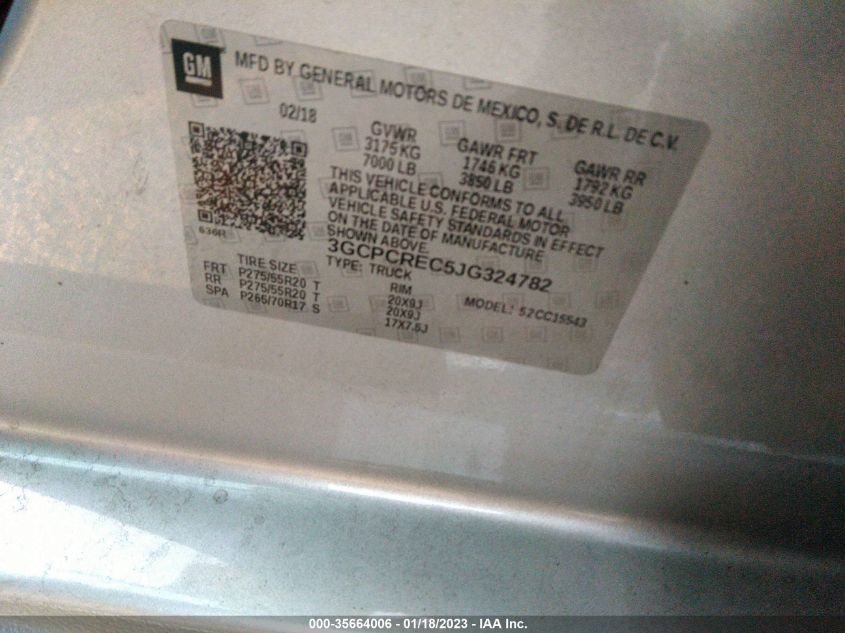 GM
MFD BY GENERAL MOTORS DE MEXICO, S. DE R.L. DE C.V.
02/18
GVWR GAWR FRT GAWR RR
3175 KG 1746 KG 1792 KG
7000 LB 3850 LB 3950 LB
THIS VEHICLE CONFORMS TO ALL
APPLICABLE U.S. FEDERAL MOTOR
VEHICLE SAFETY STANDARDS IN EFFECT
ON THE DATE OF MANUFACTURE
SHOWN ABOVE.
636R
3GCPCREC5JG324782
TYPE: TRUCK MODEL: 52CC15543
TIRE SIZE RIM
FRT P275/55R20 T 20X9J
RR P275/55R20 T 20X9J
SPA P265/70R17 S 17X7.5J
000-35664006 - 01/18/2023 - IAA Inc.